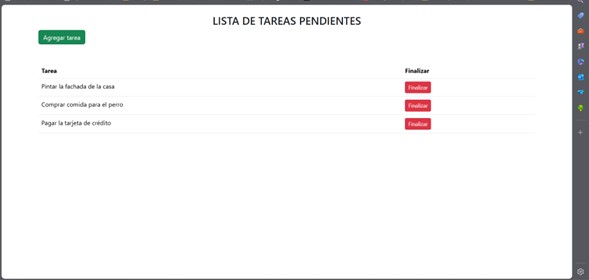 LISTA DE TAREAS PENDIENTES
Agregar tarea
Tarea Finalizar
Pintar la fachada de la casa Finalizar
Comprar comida para el perro Finalizar
Pagar la tarjeta de crédito Finalizar